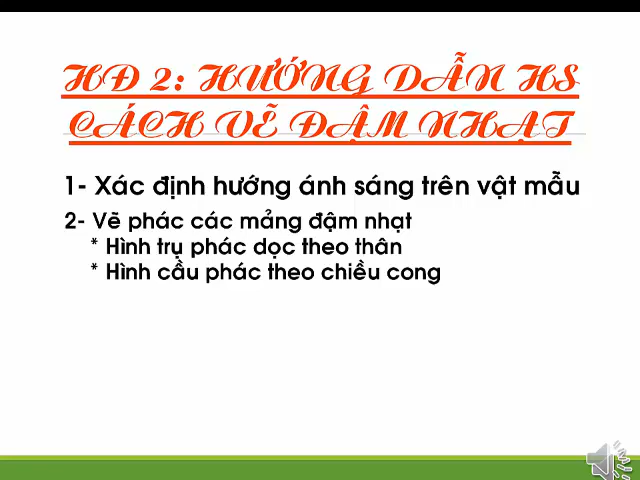 HĐ 2: HƯỚNG DẪN HS
CÁCH VẼ ĐẬM NHẠT
1- Xác định hướng ánh sáng trên vật mẫu
2- Vẽ phác các mảng đậm nhạt
* Hình trụ phác dọc theo thân
* Hình cầu phác theo chiều cong